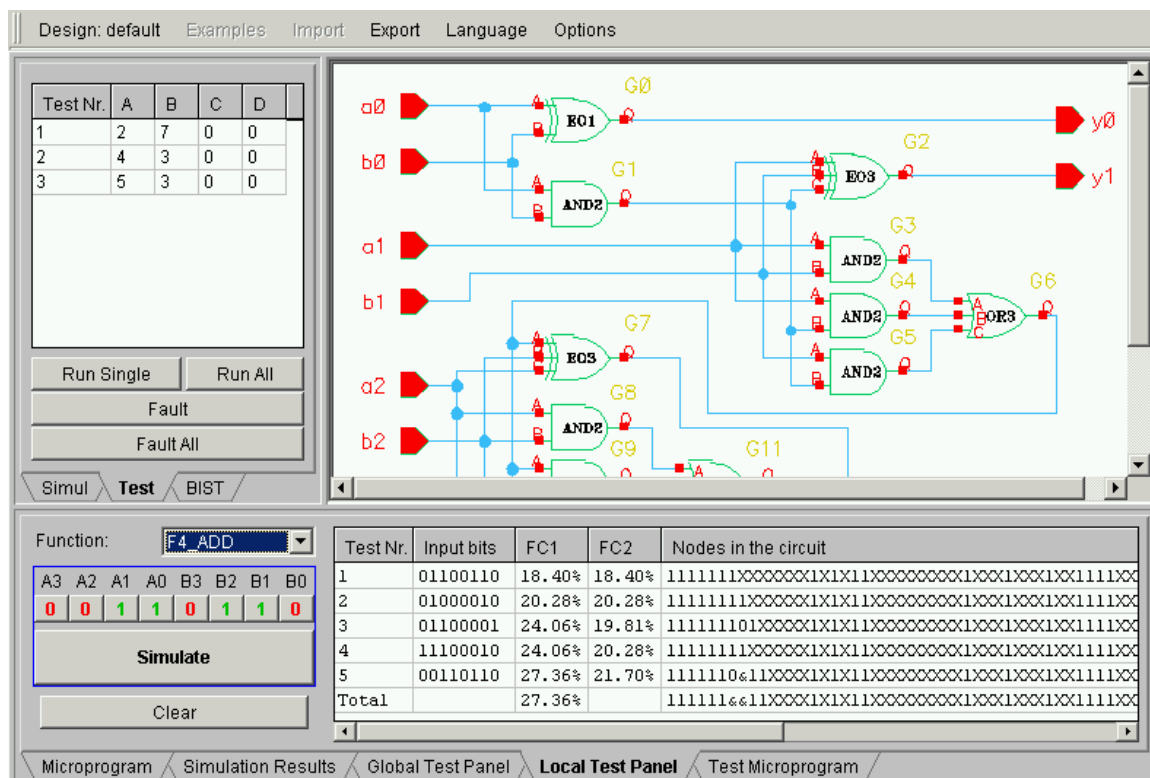 Design: default Examples Import Export Language Options
Test Nr. A B C D
1 2 7 0 0
2 4 3 0 0
3 5 3 0 0
Run Single Run All
Fault
Fault All
Simul Test BIST
a0
b0
a1
b1
a2
b2
G0
A
B
EO1
Q
y0
G1
A
B
AND2
Q
G2
A
B
C
EO3
Q
y1
G3
A
B
AND2
Q
G4
A
B
AND2
Q
G5
A
B
AND2
Q
G6
A
B
C
OR3
Q
G7
A
B
C
EO3
Q
G8
A
B
AND2
Q
G9
G11
A
Function: F4_ADD
A3 A2 A1 A0 B3 B2 B1 B0
0 0 1 1 0 1 1 0
Simulate
Clear
Test Nr. Input bits FC1 FC2 Nodes in the circuit
1 01100110 18.40% 18.40% 1111111XXXXXXX1X1X11XXXXXXXXX1XXX1XXX1XX1111XX
2 01000010 20.28% 20.28% 11111111XXXXXX1X1X11XXXXXXXXX1XXX1XXX1XX1111XX
3 01100001 24.06% 19.81% 111111101XXXXX1X1X11XXXXXXXXX1XXX1XXX1XX1111XX
4 11100010 24.06% 20.28% 11111111XXXXXX1X1X11XXXXXXXXX1XXX1XXX1XX1111XX
5 00110110 27.36% 21.70% 1111110&11XXXX1X1X11XXXXXXXXX1XXX1XXX1XX1111XX
Total 27.36% 111111&&11XXXX1X1X11XXXXXXXXX1XXX1XXX1XX1111XX
Microprogram Simulation Results Global Test Panel Local Test Panel Test Microprogram